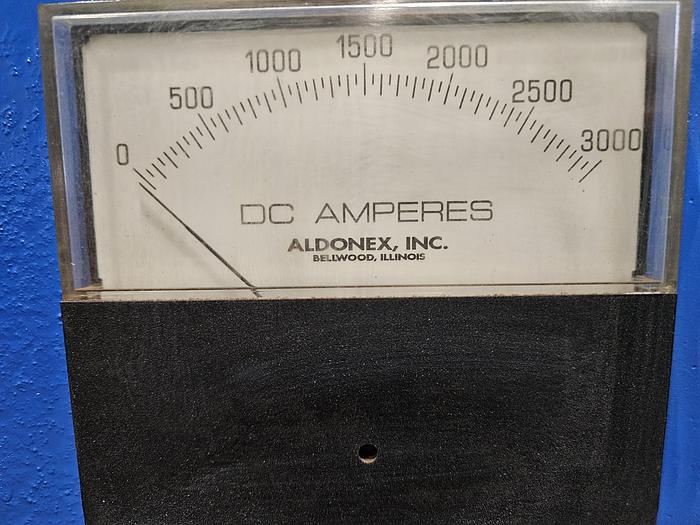 0 500 1000 1500 2000 2500 3000
DC AMPERES
ALDONEX, INC.
BELLWOOD, ILLINOIS